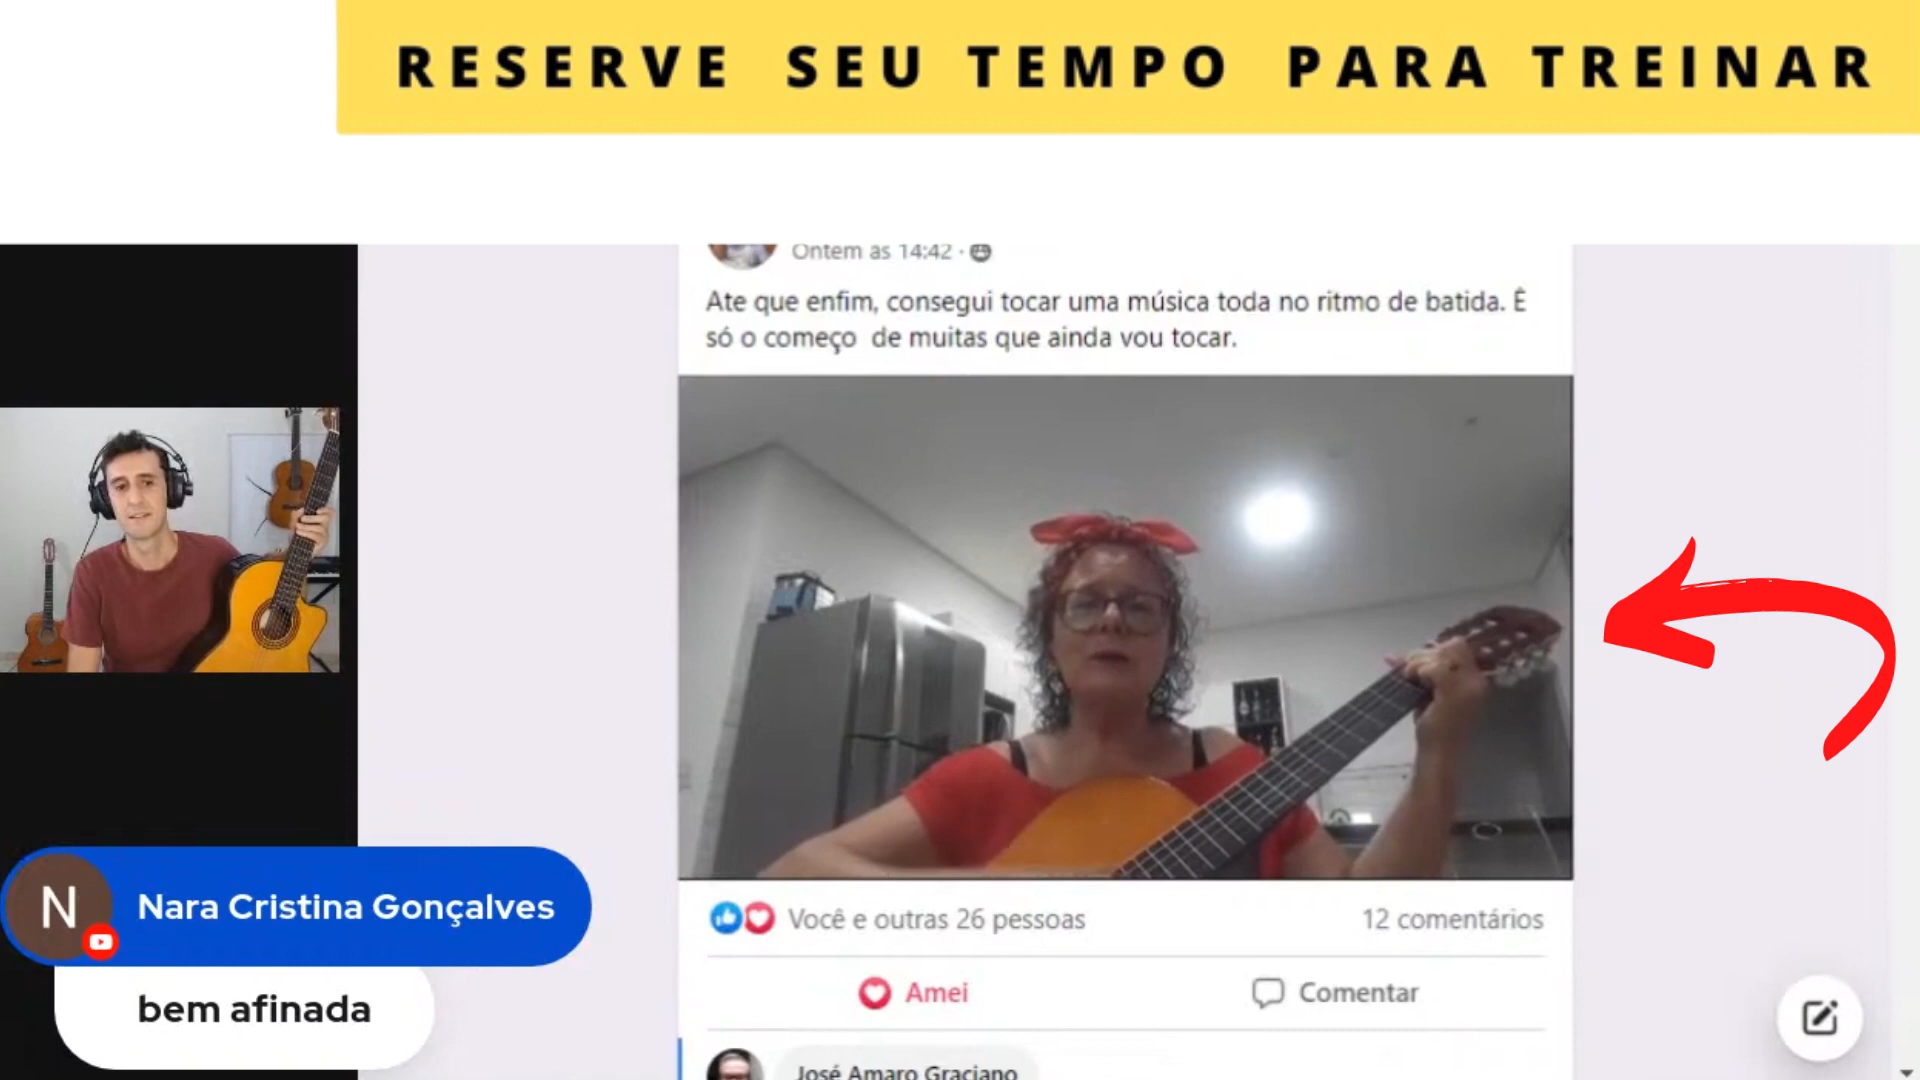 RESERVE SEU TEMPO PARA TREINAR
Ontem às 14:42 ·
Ate que enfim, consegui tocar uma música toda no ritmo de batida. É
só o começo de muitas que ainda vou tocar.
Você e outras 26 pessoas
12 comentários
N
Nara Cristina Gonçalves
bem afinada
Amei
Comentar
José Amaro Graciano